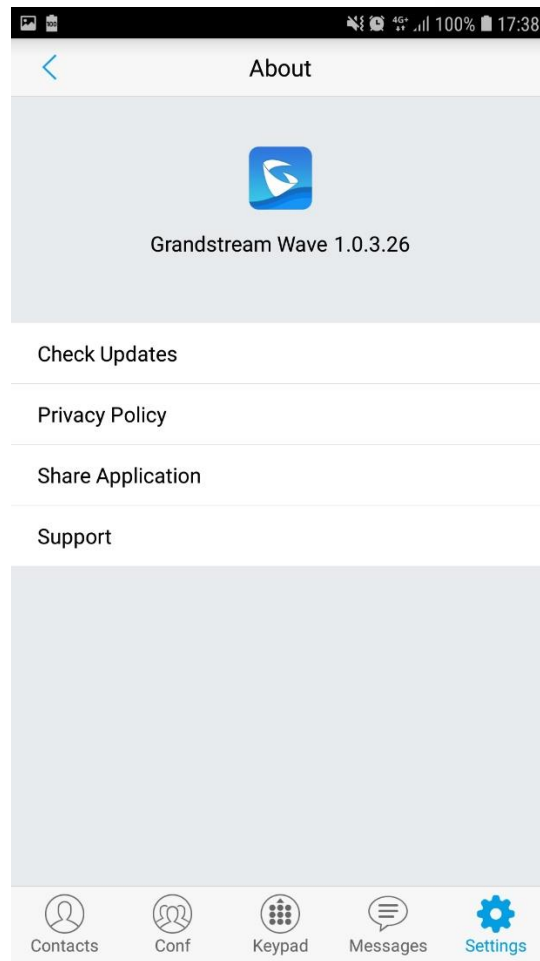 4G+ 100% 17:38
About
Grandstream Wave 1.0.3.26
Check Updates
Privacy Policy
Share Application
Support
Contacts Conf Keypad Messages Settings